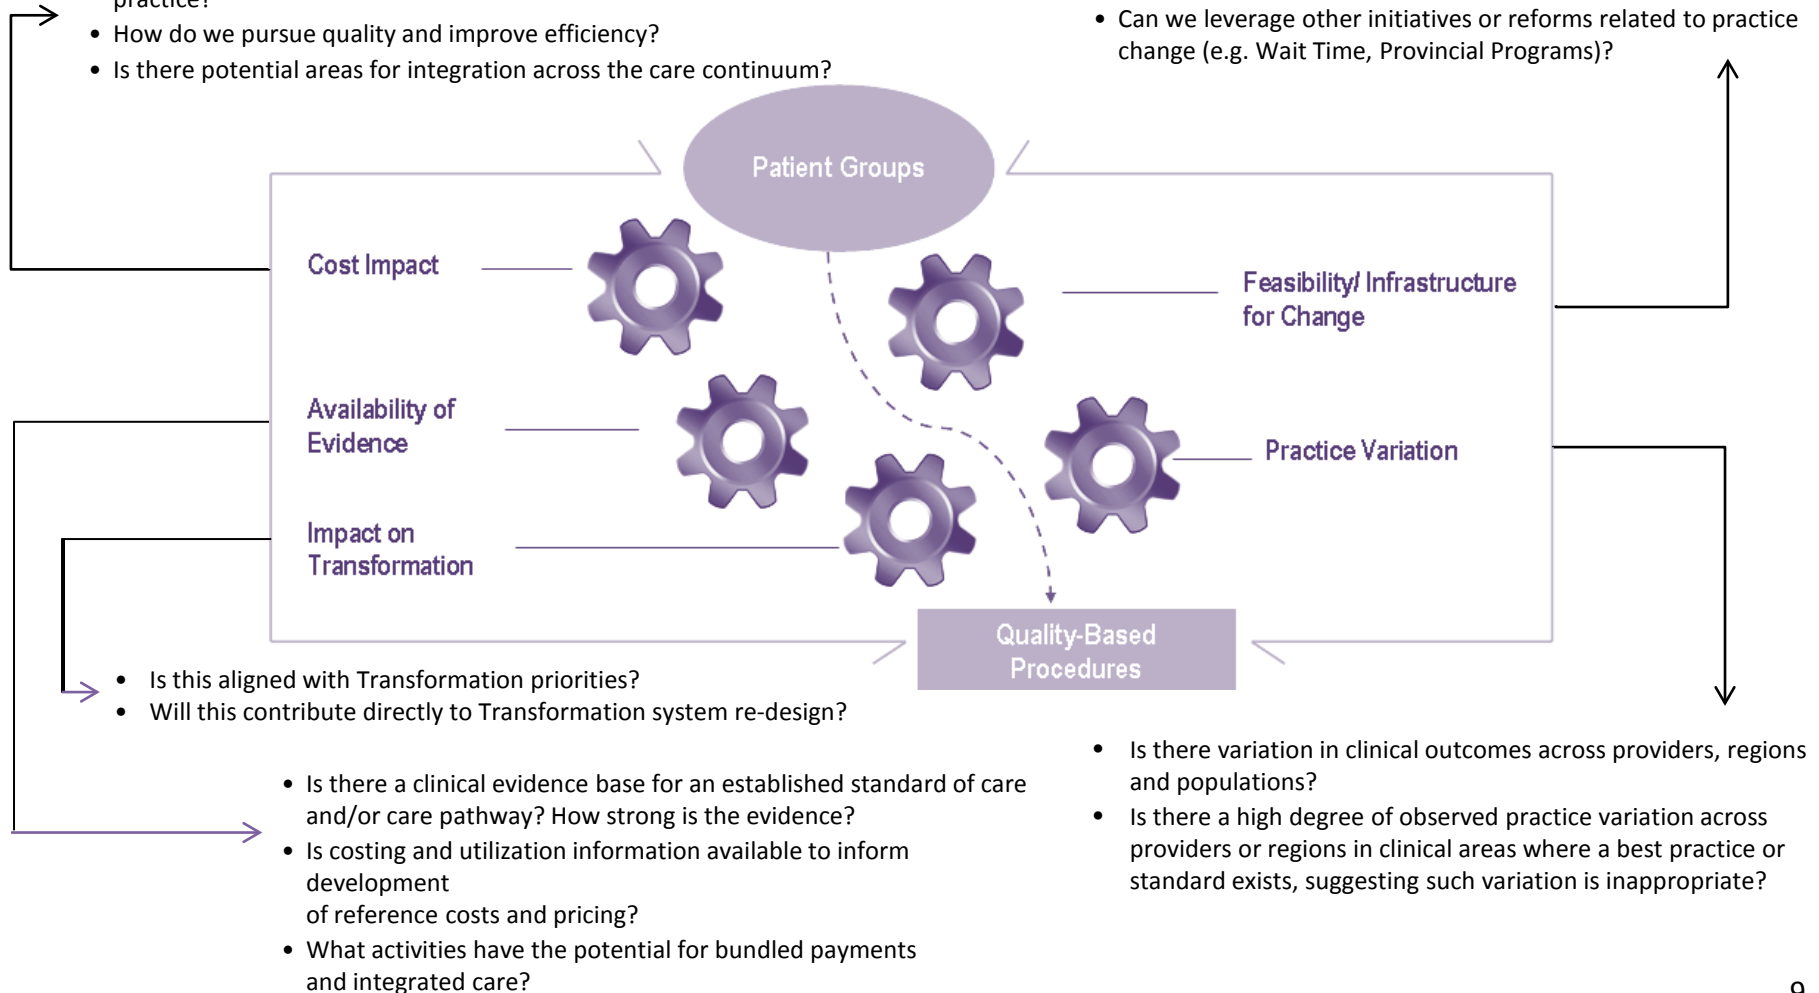 practice?
• How do we pursue quality and improve efficiency?
• Is there potential areas for integration across the care continuum?
• Can we leverage other initiatives or reforms related to practice
change (e.g. Wait Time, Provincial Programs)?
Patient Groups
Cost Impact
Feasibility/ Infrastructure
for Change
Availability of
Evidence
Practice Variation
Impact on
Transformation
Quality-Based
Procedures
• Is this aligned with Transformation priorities?
• Will this contribute directly to Transformation system re-design?
• Is there a clinical evidence base for an established standard of care
and/or care pathway? How strong is the evidence?
• Is costing and utilization information available to inform
development
of reference costs and pricing?
• What activities have the potential for bundled payments
and integrated care?
• Is there variation in clinical outcomes across providers, regions
and populations?
• Is there a high degree of observed practice variation across
providers or regions in clinical areas where a best practice or
standard exists, suggesting such variation is inappropriate?
9